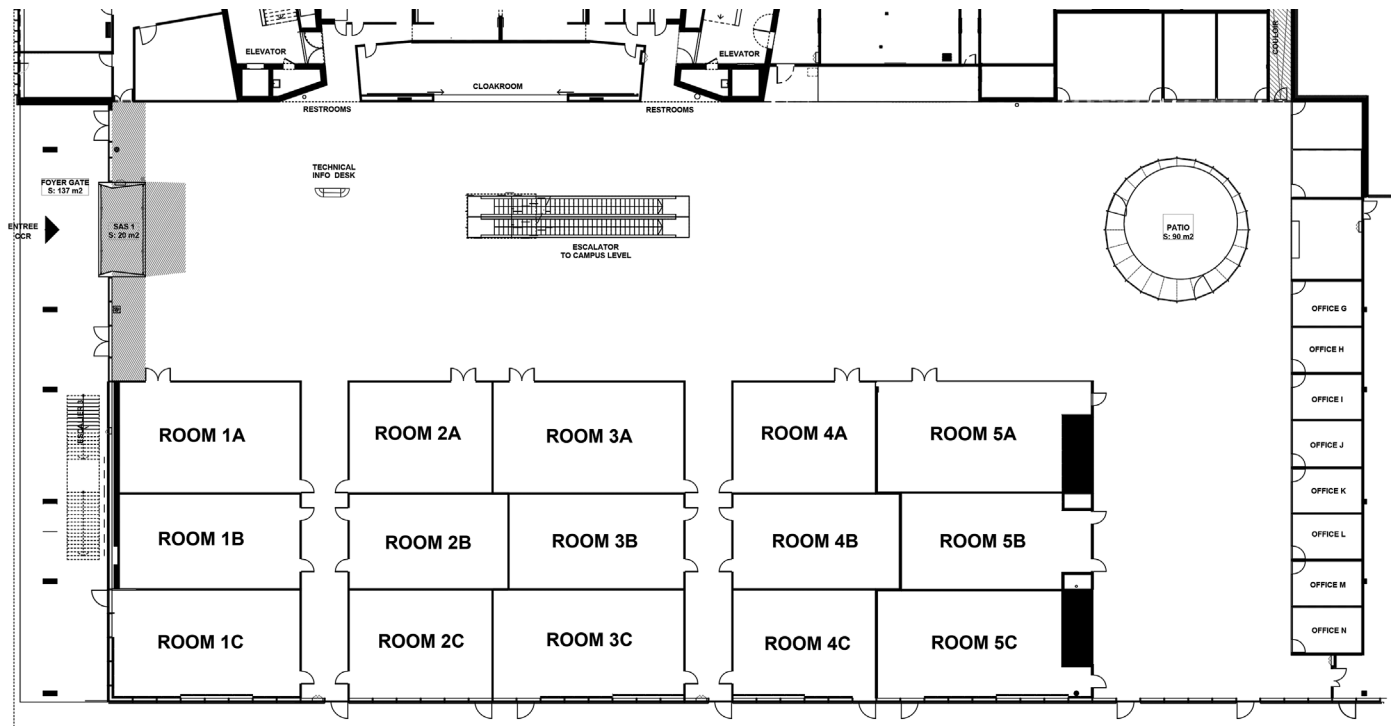 COULOIR
ELEVATOR
ELEVATOR
CLOAKROOM
RESTROOMS
RESTROOMS
TECHNICAL
INFO DESK
FOYER GATE
S: 137 m2
ENTREE
CCR
SAS 1
S: 20 m2
PATIO
S: 90 m2
ESCALATOR
TO CAMPUS LEVEL
OFFICE G
OFFICE H
OFFICE I
OFFICE J
OFFICE K
OFFICE L
OFFICE M
OFFICE N
ROOM 1A
ROOM 2A
ROOM 3A
ROOM 4A
ROOM 5A
ROOM 1B
ROOM 2B
ROOM 3B
ROOM 4B
ROOM 5B
ROOM 1C
ROOM 2C
ROOM 3C
ROOM 4C
ROOM 5C